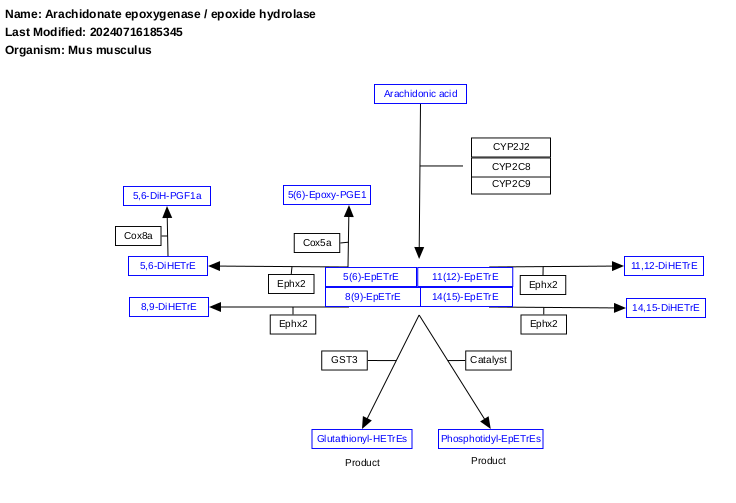 Name: Arachidonate epoxygenase / epoxide hydrolase
Last Modified: 20240716185345
Organism: Mus musculus
Arachidonic acid
CYP2J2
CYP2C8
CYP2C9
5,6-DiH-PGF1a
5(6)-Epoxy-PGE1
Cox8a
Cox5a
5,6-DiHETrE
5(6)-EpETrE
11(12)-EpETrE
11,12-DiHETrE
Ephx2
Ephx2
8,9-DiHETrE
8(9)-EpETrE
14(15)-EpETrE
14,15-DiHETrE
Ephx2
Ephx2
GST3
Catalyst
Glutathionyl-HETrEs
Phosphotidyl-EpETrEs
Product
Product